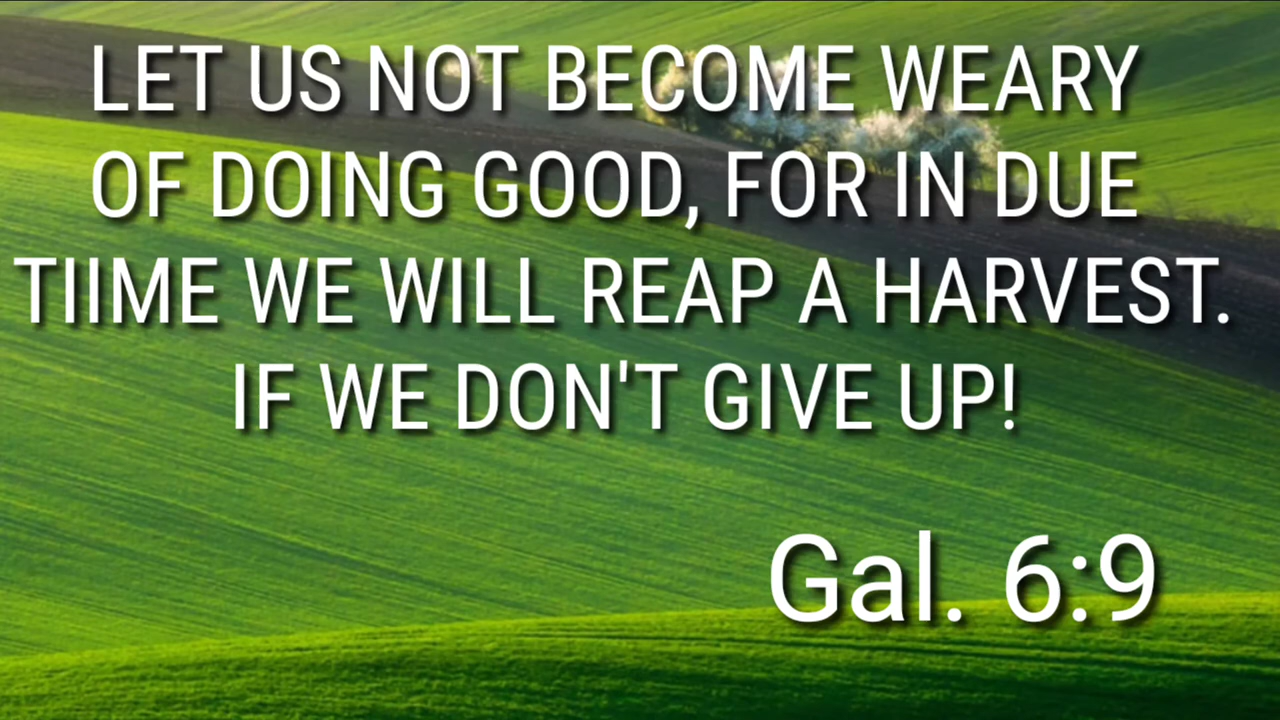 LET US NOT BECOME WEARY
OF DOING GOOD, FOR IN DUE
TIIME WE WILL REAP A HARVEST.
IF WE DON'T GIVE UP!
Gal. 6:9